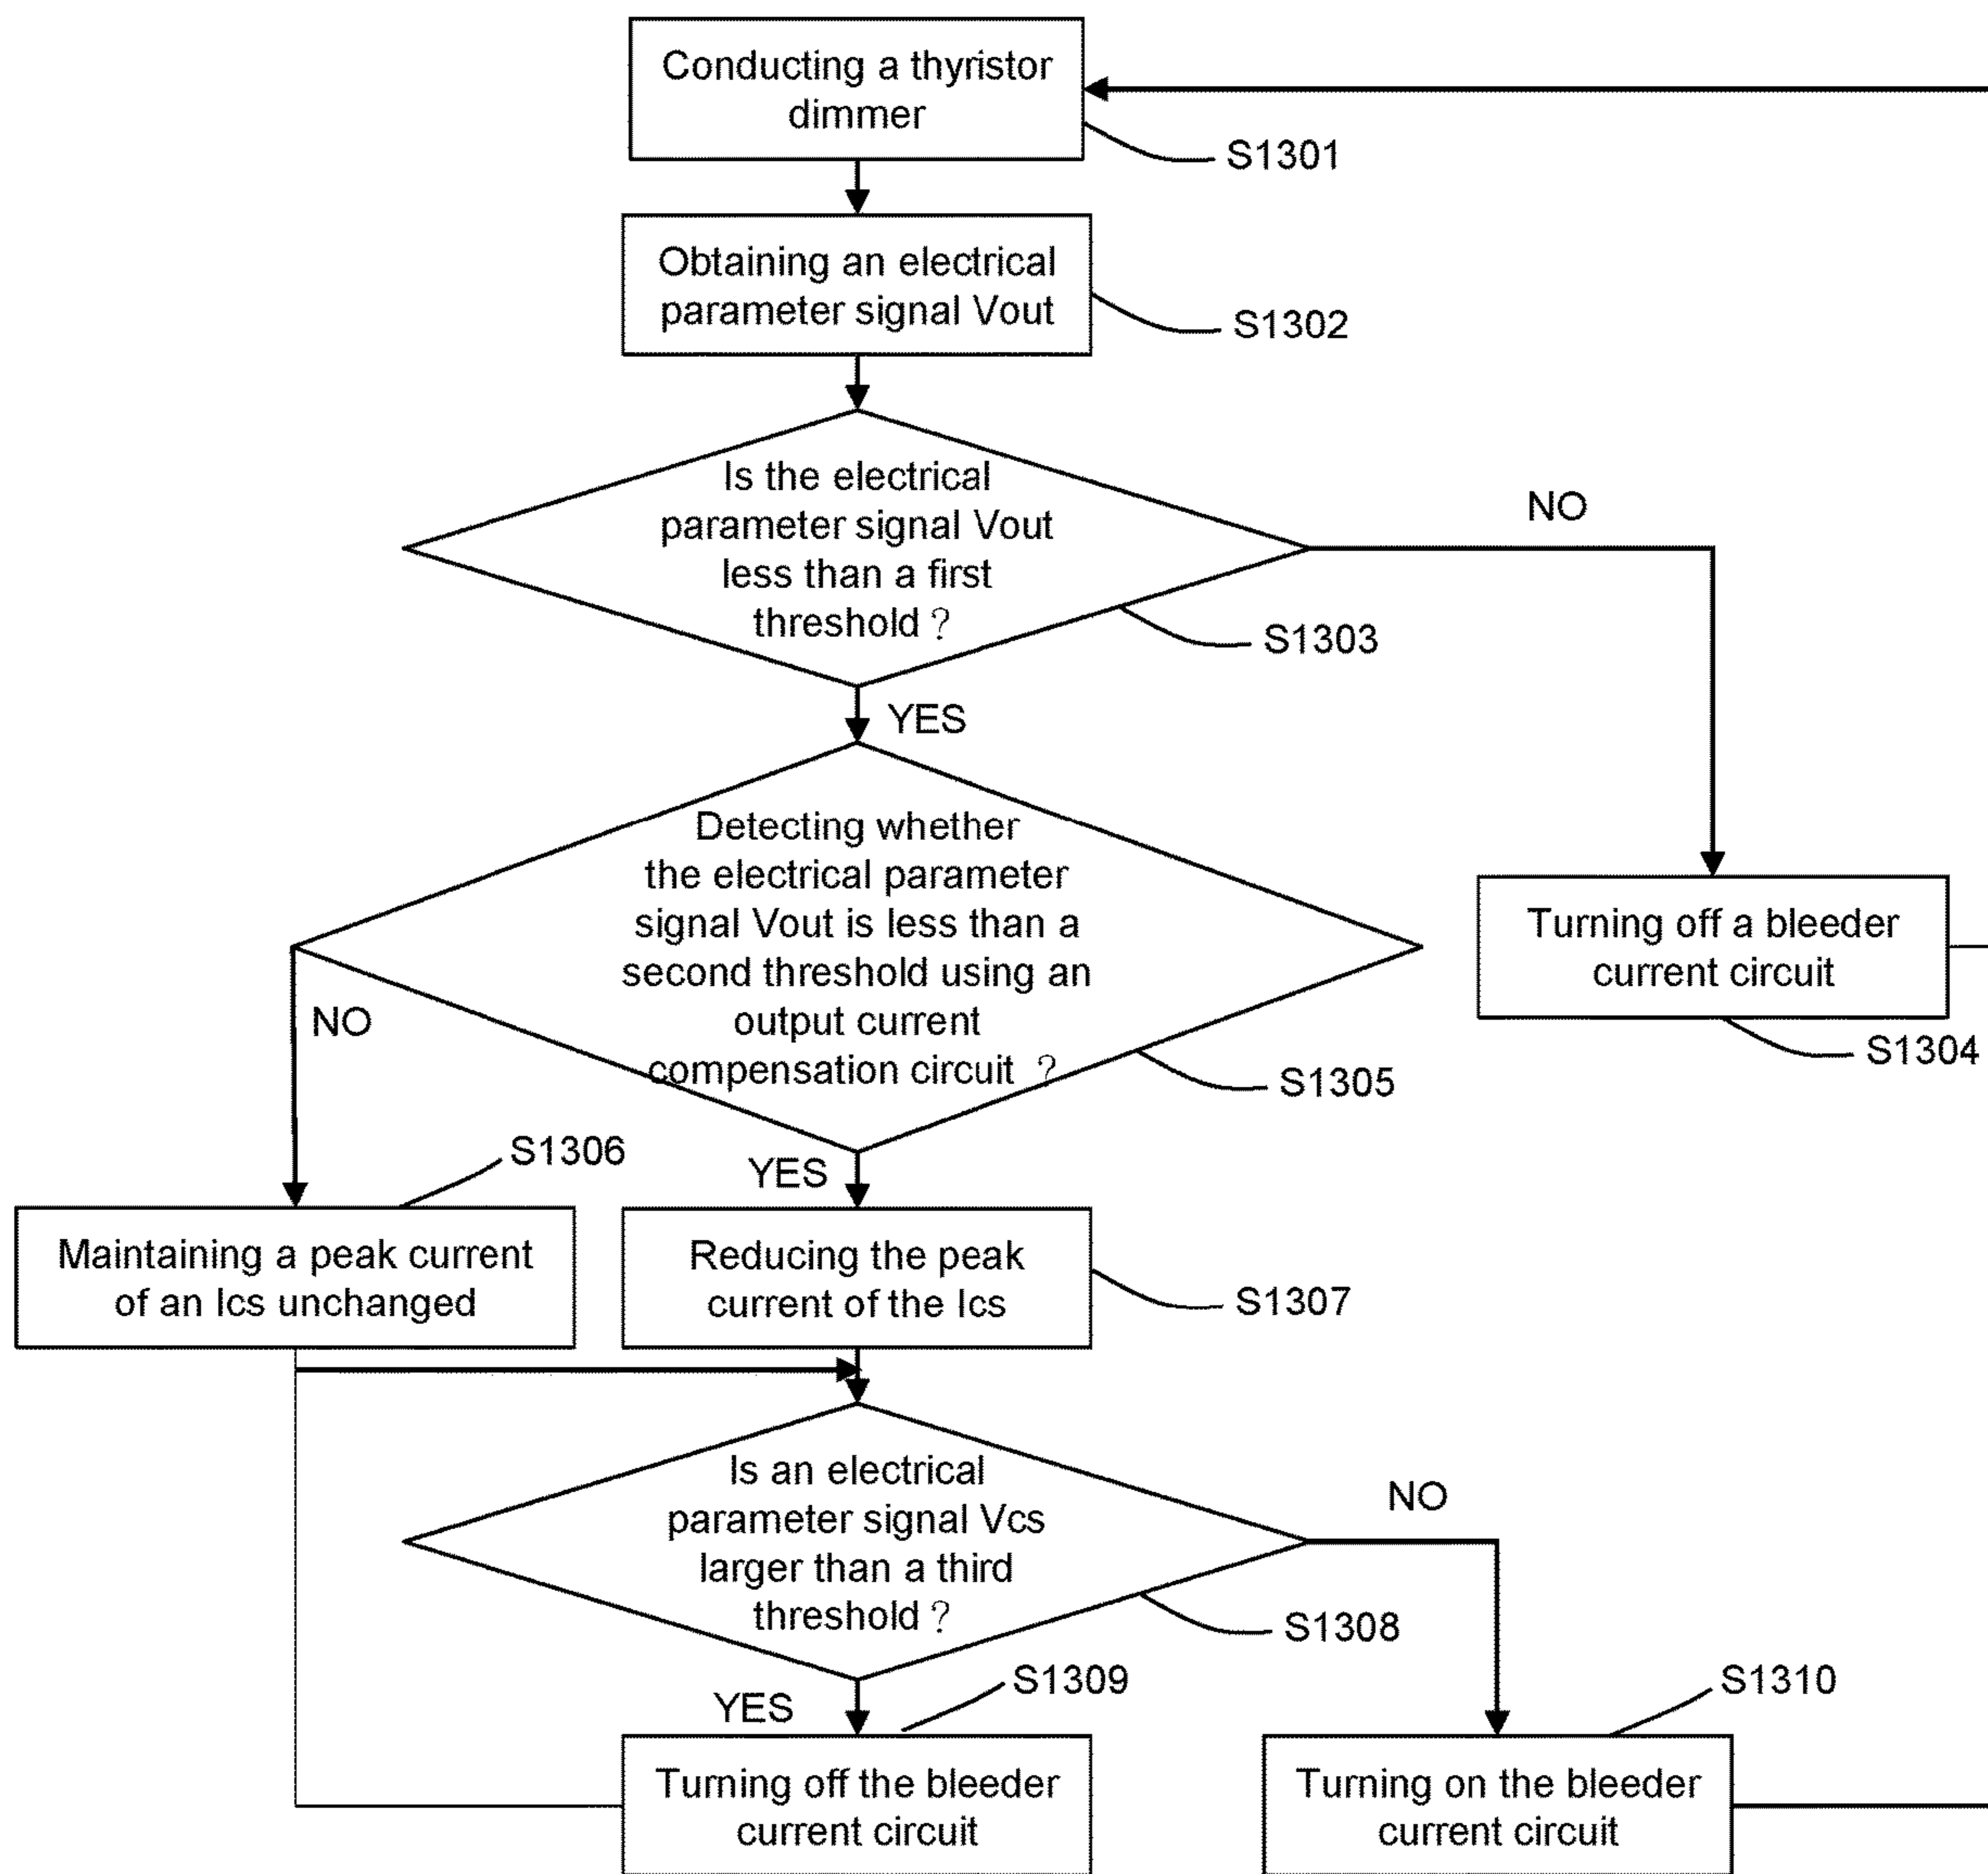 Conducting a thyristor
dimmer
S1301
Obtaining an electrical
parameter signal Vout
S1302
Is the electrical
parameter signal Vout
less than a first
threshold?
NO
S1303
YES
Detecting whether
the electrical parameter
signal Vout is less than a
second threshold using an
output current
compensation circuit ?
Turning off a bleeder
current circuit
NO
S1304
S1305
S1306
YES
Maintaining a peak current
of an Ics unchanged
Reducing the peak
current of the Ics
S1307
Is an electrical
parameter signal Vcs
larger than a third
threshold?
NO
S1308
S1309
S1310
YES
Turning off the bleeder
current circuit
Turning on the bleeder
current circuit